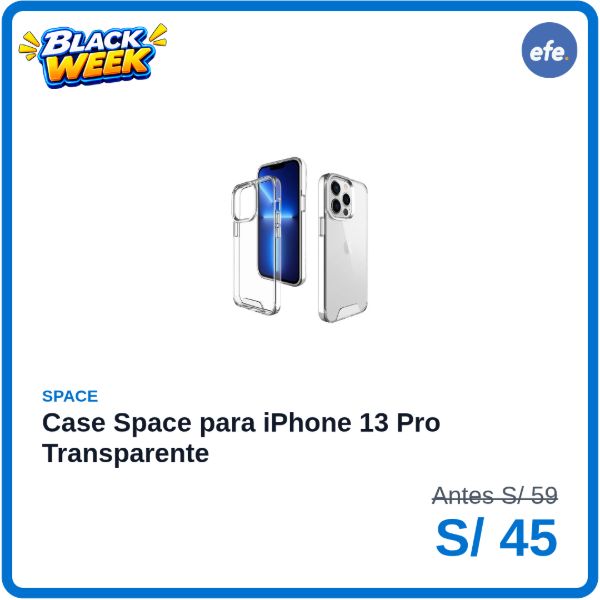 BLACK
WEEK
efe.
SPACE
Case Space para iPhone 13 Pro
Transparente
Antes S/ 59
S/ 45